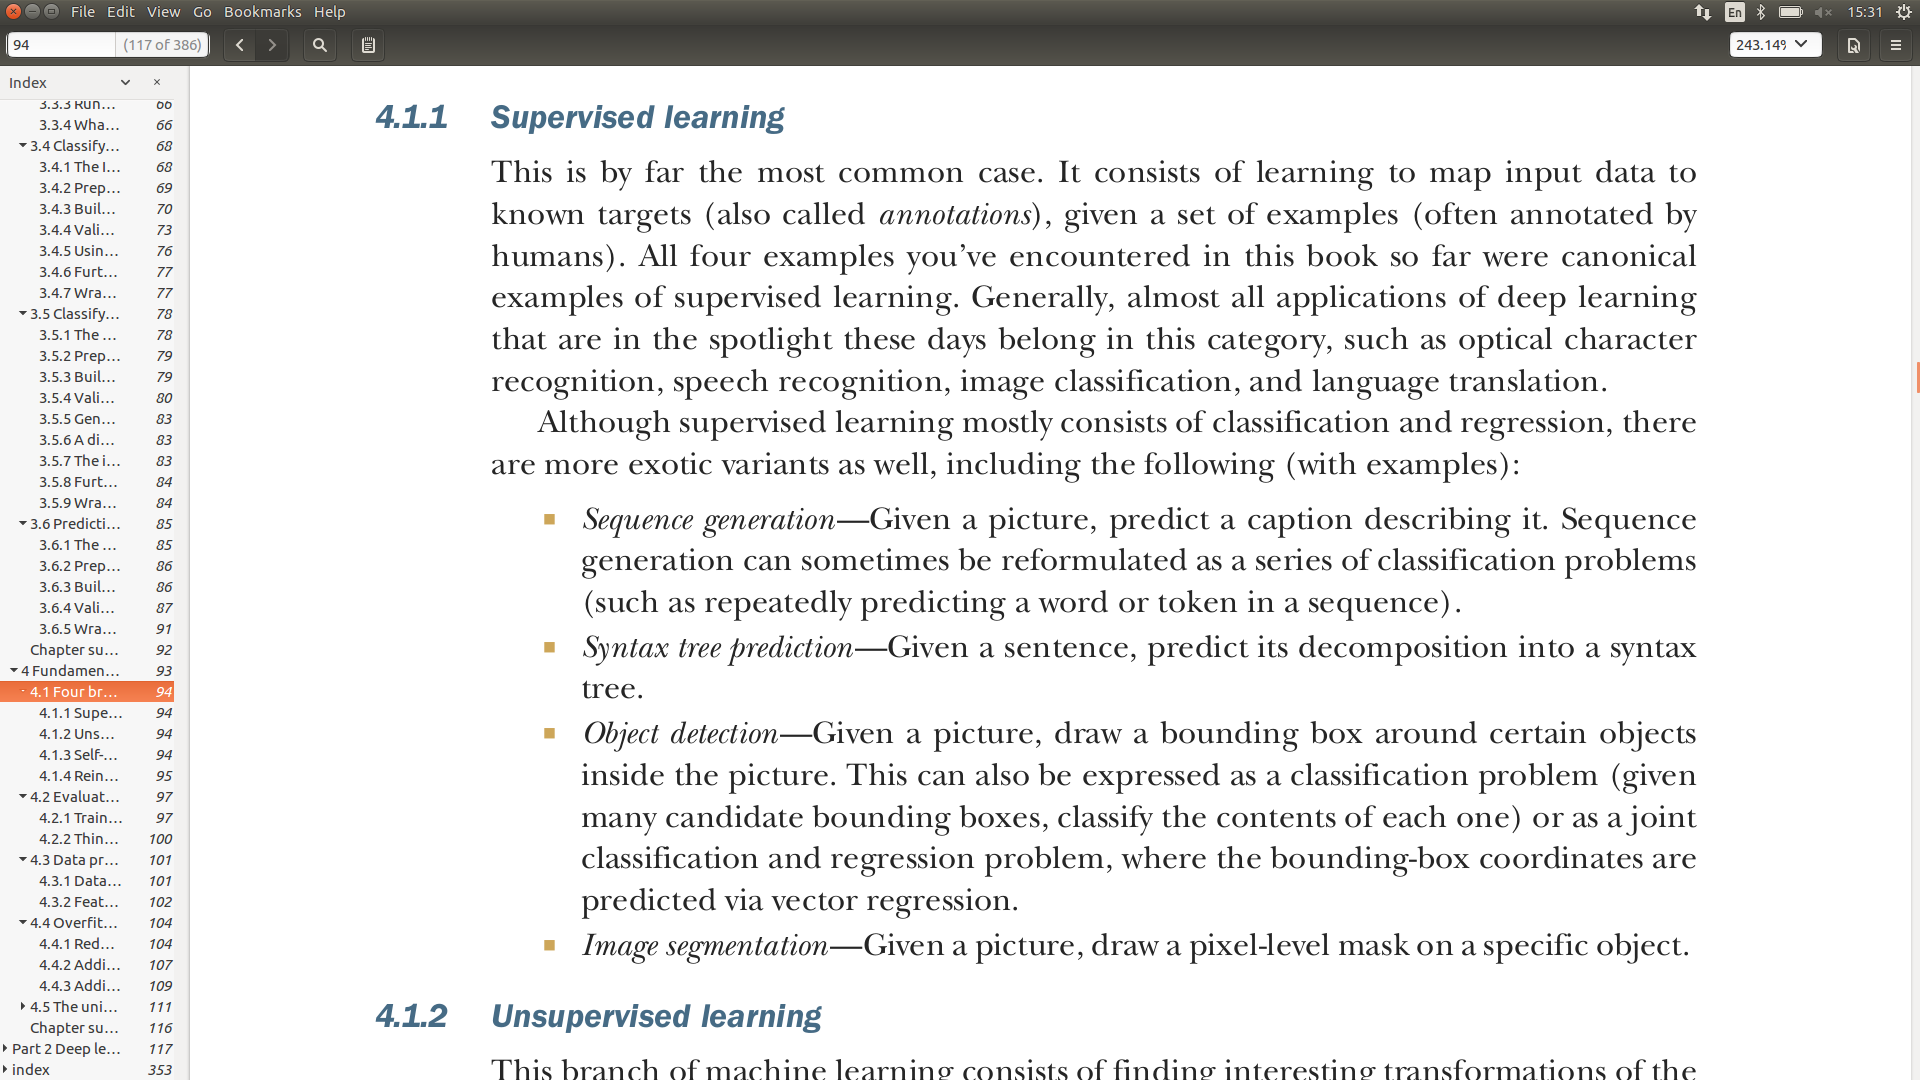 File Edit View Go Bookmarks Help
En 15:31
94 (117 of 386)
243.14%
Index
3.3.3 Run... 66
3.3.4 Wha... 66
3.4 Classify... 68
3.4.1 The I... 68
3.4.2 Prep... 69
3.4.3 Buil... 70
3.4.4 Vali... 73
3.4.5 Usin... 76
3.4.6 Furt... 77
3.4.7 Wra... 77
3.5 Classify... 78
3.5.1 The ... 78
3.5.2 Prep... 79
3.5.3 Buil... 79
3.5.4 Vali... 80
3.5.5 Gen... 83
3.5.6 A di... 83
3.5.7 The i... 83
3.5.8 Furt... 84
3.5.9 Wra... 84
3.6 Predicti... 85
3.6.1 The ... 85
3.6.2 Prep... 86
3.6.3 Buil... 86
3.6.4 Vali... 87
3.6.5 Wra... 91
Chapter su... 92
4 Fundamen... 93
4.1 Four br... 94
4.1.1 Supe... 94
4.1.2 Uns... 94
4.1.3 Self-... 94
4.1.4 Rein... 95
4.2 Evaluat... 97
4.2.1 Train... 97
4.2.2 Thin... 100
4.3 Data pr... 101
4.3.1 Data... 101
4.3.2 Feat... 102
4.4 Overfit... 104
4.4.1 Red... 104
4.4.2 Addi... 107
4.4.3 Addi... 109
4.5 The uni... 111
Chapter su... 116
Part 2 Deep le... 117
index 353
4.1.1 Supervised learning
This is by far the most common case. It consists of learning to map input data to
known targets (also called annotations), given a set of examples (often annotated by
humans). All four examples you've encountered in this book so far were canonical
examples of supervised learning. Generally, almost all applications of deep learning
that are in the spotlight these days belong in this category, such as optical character
recognition, speech recognition, image classification, and language translation.
Although supervised learning mostly consists of classification and regression, there
are more exotic variants as well, including the following (with examples):
■ Sequence generation—Given a picture, predict a caption describing it. Sequence
generation can sometimes be reformulated as a series of classification problems
(such as repeatedly predicting a word or token in a sequence).
■ Syntax tree prediction—Given a sentence, predict its decomposition into a syntax
tree.
■ Object detection—Given a picture, draw a bounding box around certain objects
inside the picture. This can also be expressed as a classification problem (given
many candidate bounding boxes, classify the contents of each one) or as a joint
classification and regression problem, where the bounding-box coordinates are
predicted via vector regression.
■ Image segmentation—Given a picture, draw a pixel-level mask on a specific object.
4.1.2 Unsupervised learning
This branch of machine learning consists of finding interesting transformations of the